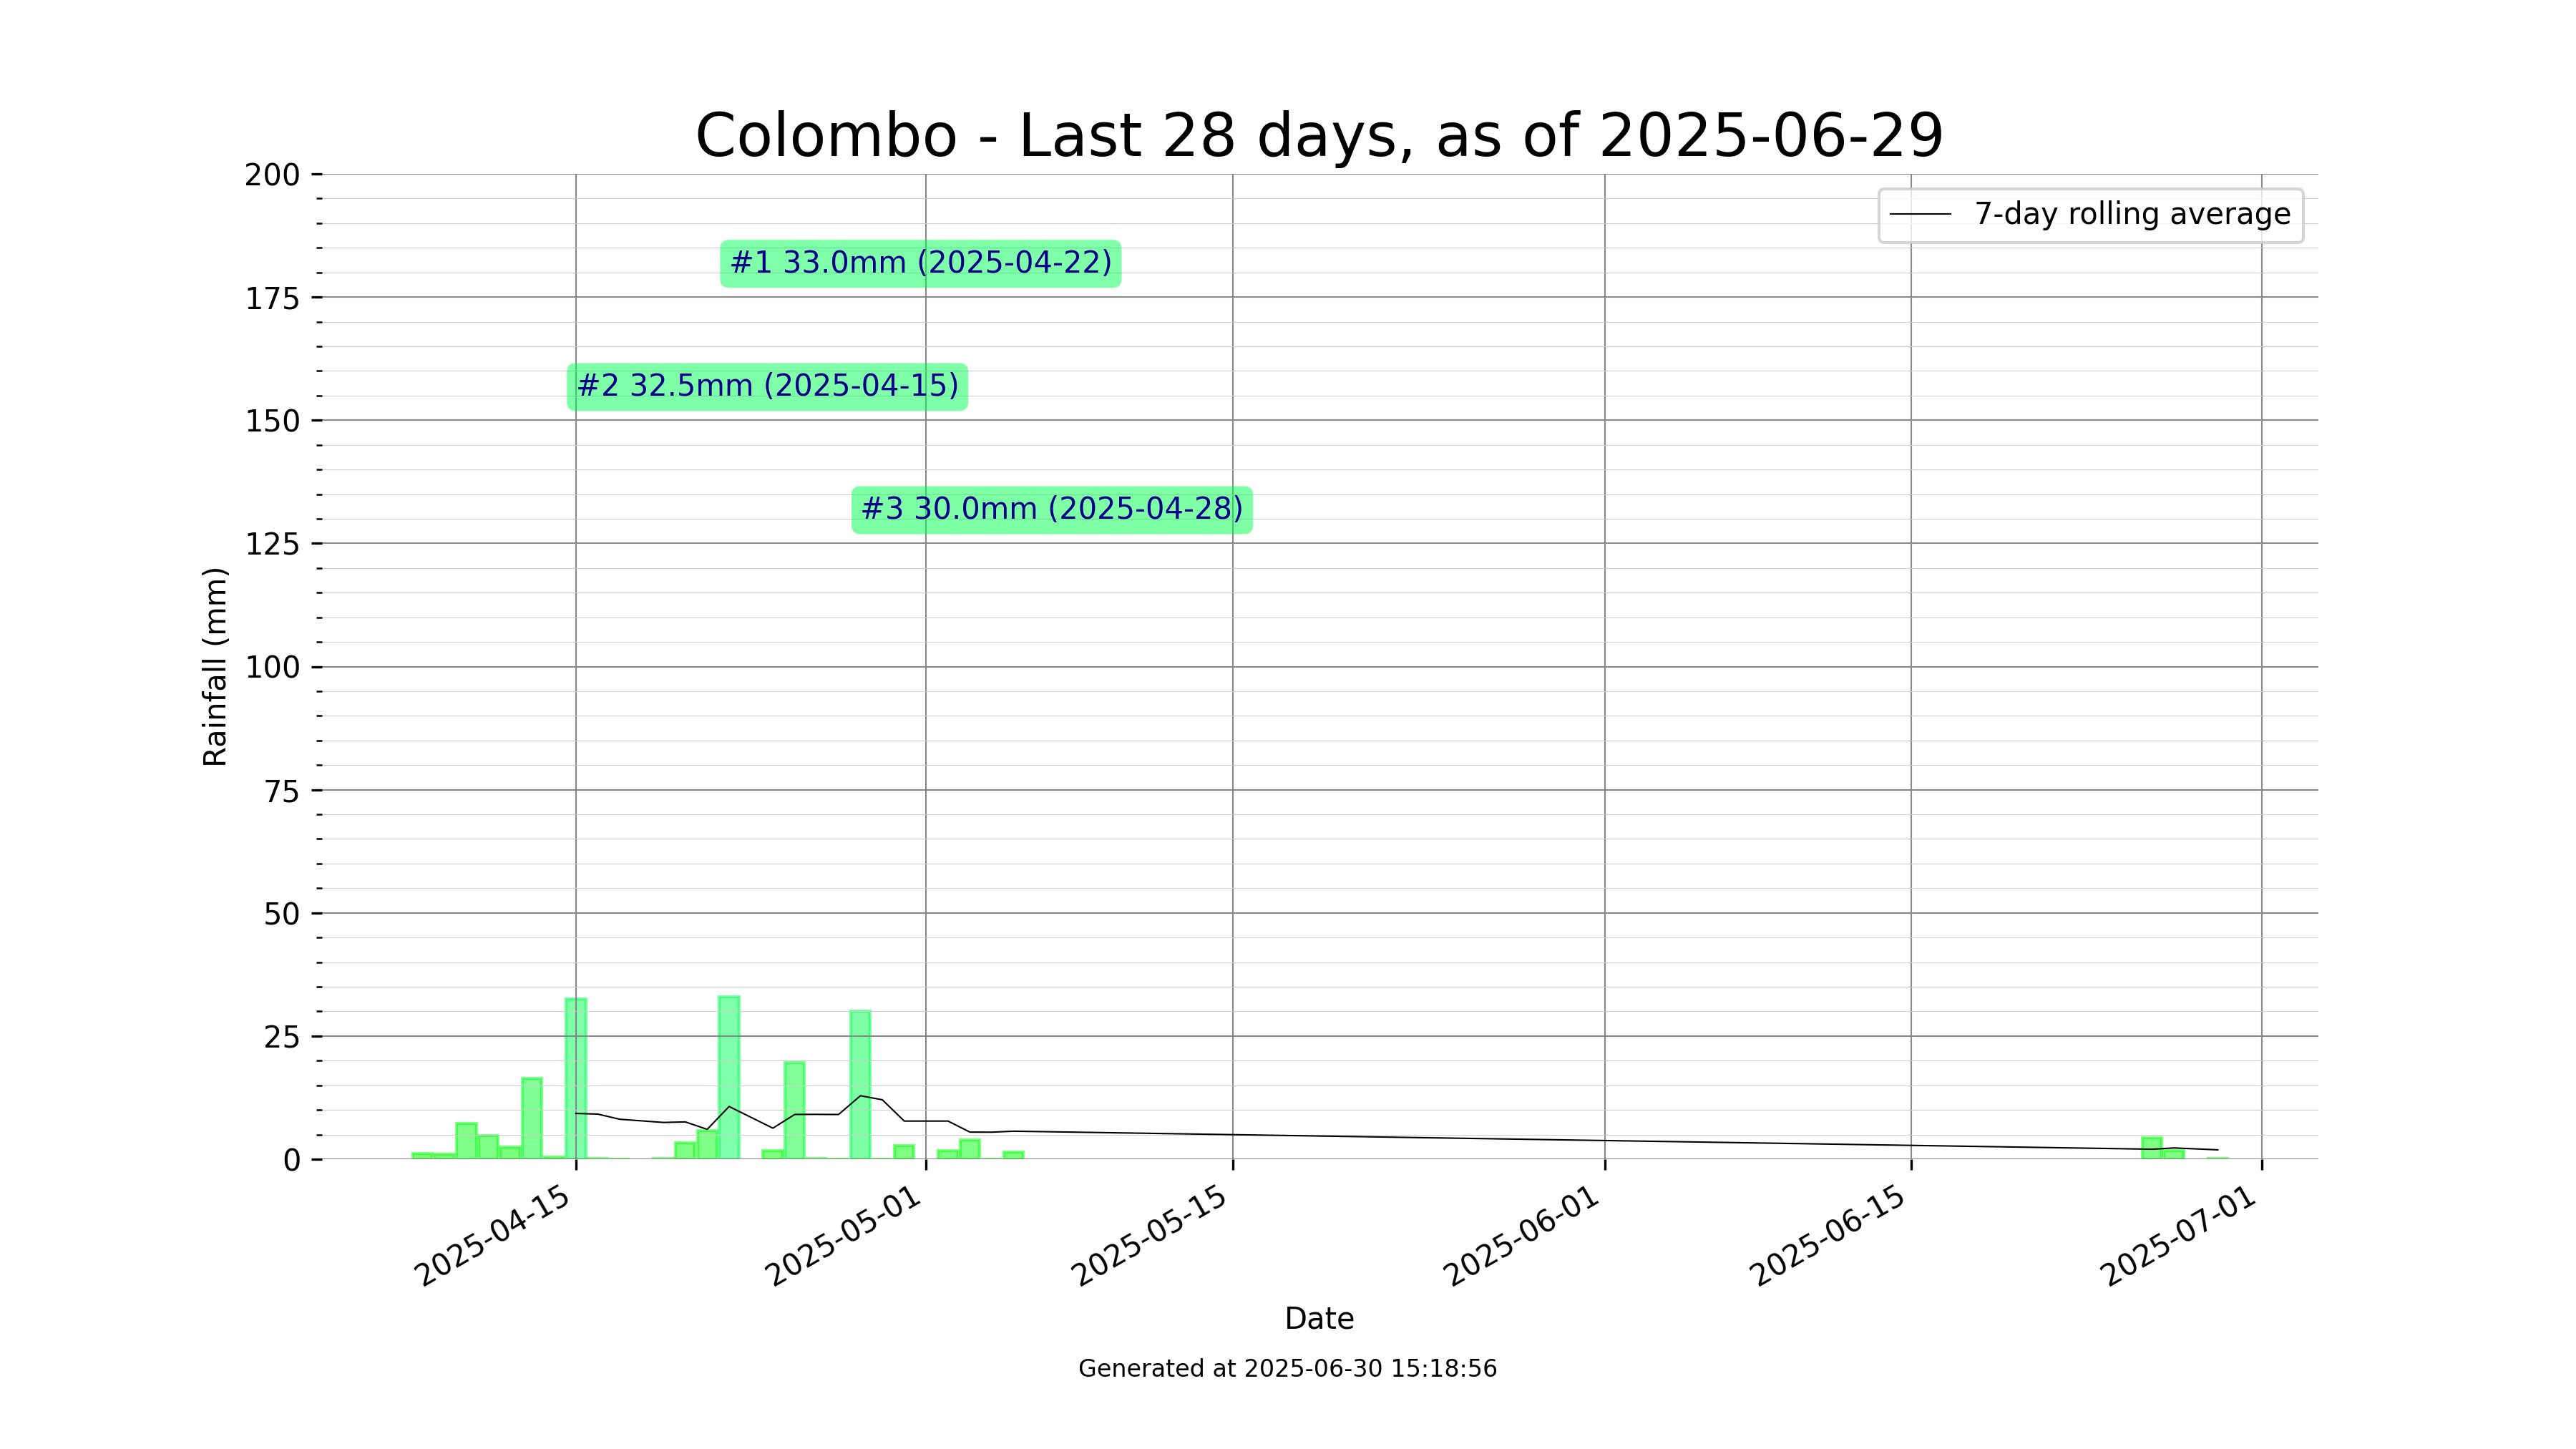 Colombo - Last 28 days, as of 2025-06-29
200
175
150
125
100
75
50
25
0
Rainfall (mm)
7-day rolling average
#1 33.0mm (2025-04-22)
#2 32.5mm (2025-04-15)
#3 30.0mm (2025-04-28)
2025-04-15
2025-05-01
2025-05-15
2025-06-01
2025-06-15
2025-07-01
Date
Generated at 2025-06-30 15:18:56